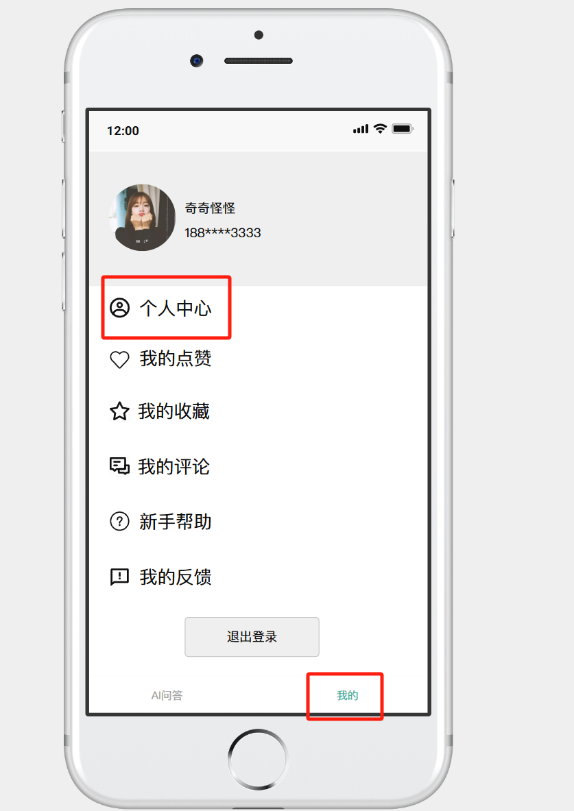 12:00
奇奇怪怪
188****3333
个人中心
我的点赞
我的收藏
我的评论
新手帮助
我的反馈
退出登录
AI问答
我的